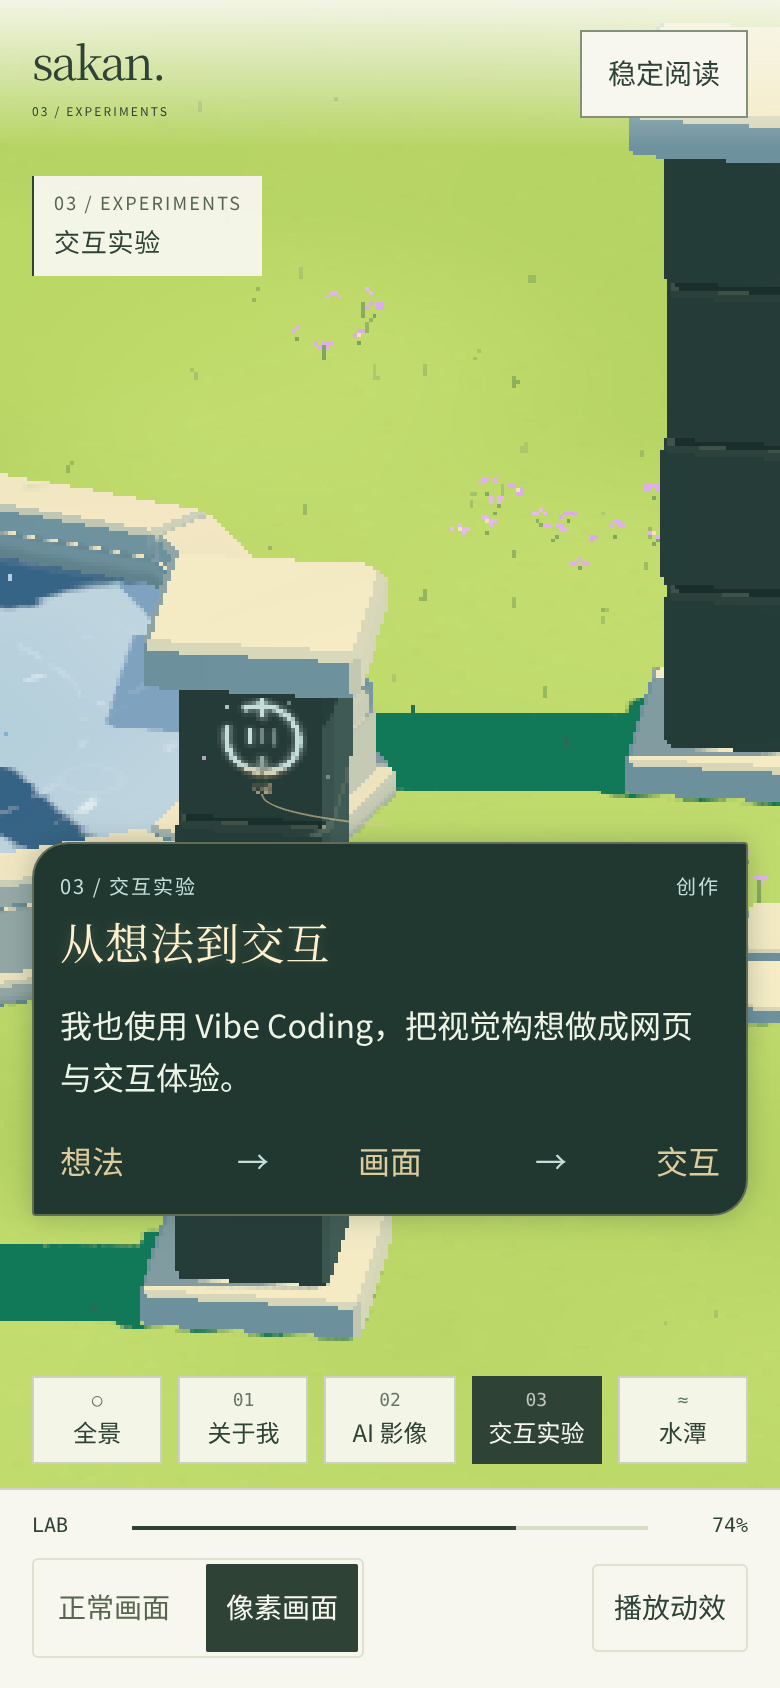 sakan.
03 / EXPERIMENTS
稳定阅读
03 / EXPERIMENTS
交互实验
03 / 交互实验
创作
从想法到交互
我也使用 Vibe Coding，把视觉构想做成网页
与交互体验。
想法 → 画面 → 交互
○
全景
01
关于我
02
AI 影像
03
交互实验
≈
水潭
LAB
74%
正常画面
像素画面
播放动效